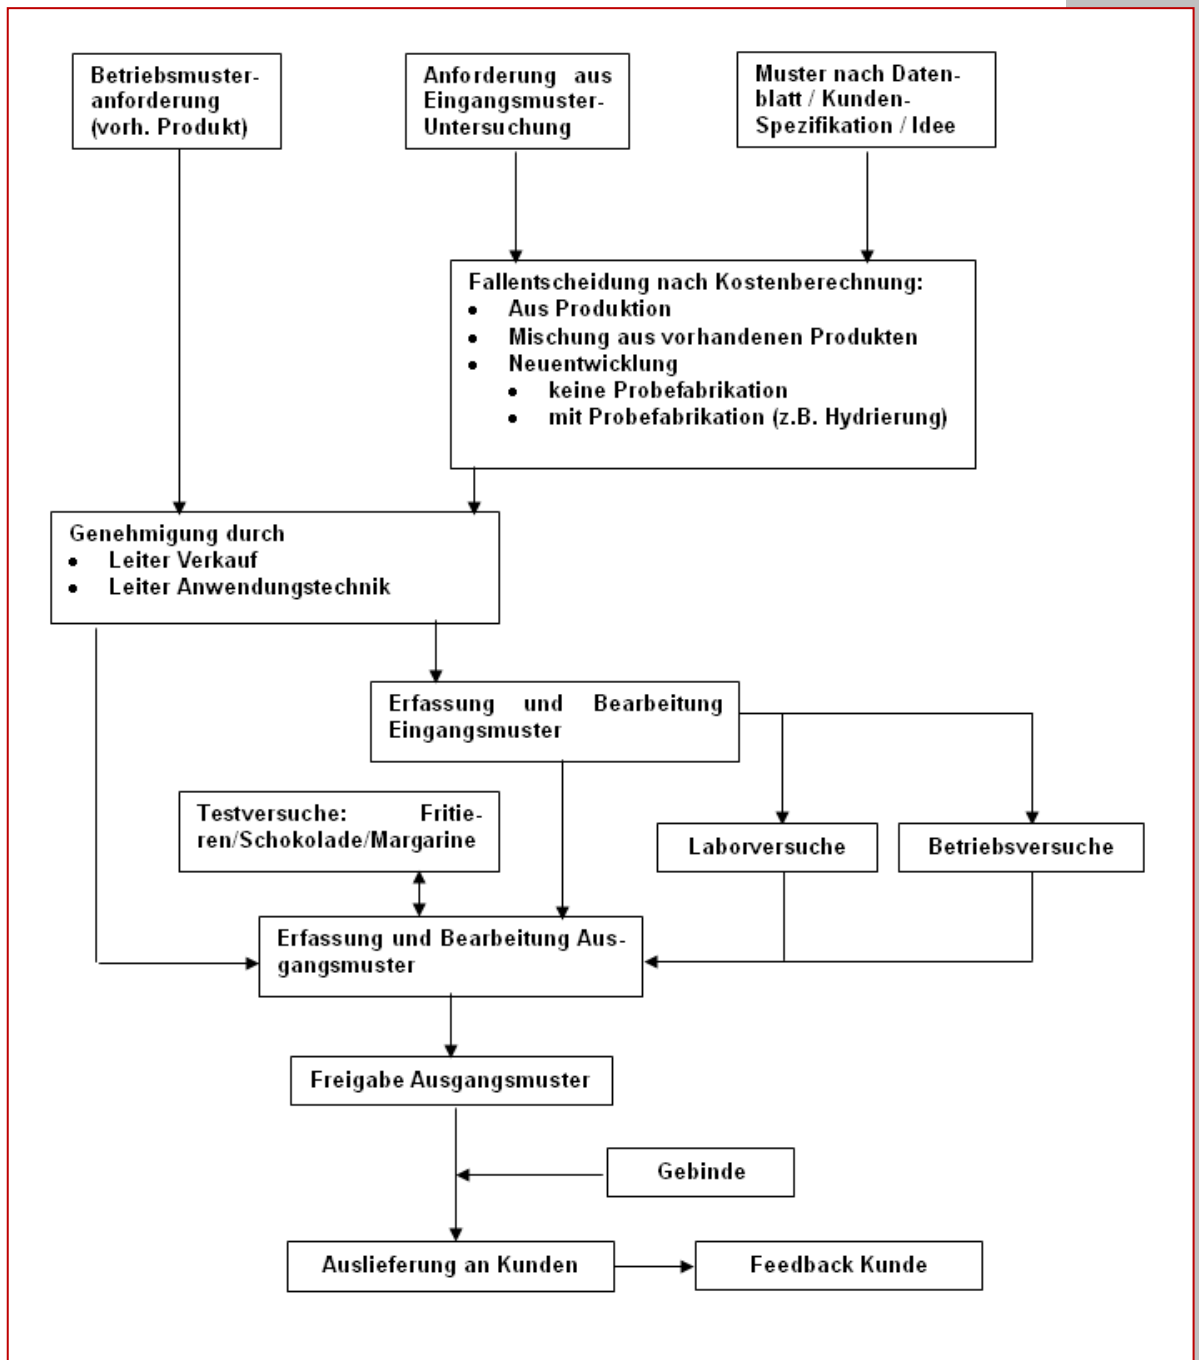 Betriebsmuster-
anforderung
(vorh. Produkt)
Anforderung aus
Eingangsmuster-
Untersuchung
Muster nach Daten-
blatt / Kunden-
Spezifikation / Idee
Fallentscheidung nach Kostenberechnung:
• Aus Produktion
• Mischung aus vorhandenen Produkten
• Neuentwicklung
• keine Probefabrikation
• mit Probefabrikation (z.B. Hydrierung)
Genehmigung durch
• Leiter Verkauf
• Leiter Anwendungstechnik
Erfassung und Bearbeitung
Eingangsmuster
Testversuche: Fritie-
ren/Schokolade/Margarine
Laborversuche
Betriebsversuche
Erfassung und Bearbeitung Aus-
gangsmuster
Freigabe Ausgangsmuster
Gebinde
Auslieferung an Kunden
Feedback Kunde